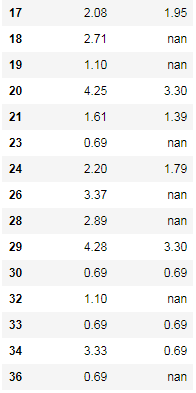 17 2.08 1.95
18 2.71 nan
19 1.10 nan
20 4.25 3.30
21 1.61 1.39
23 0.69 nan
24 2.20 1.79
26 3.37 nan
28 2.89 nan
29 4.28 3.30
30 0.69 0.69
32 1.10 nan
33 0.69 0.69
34 3.33 0.69
36 0.69 nan